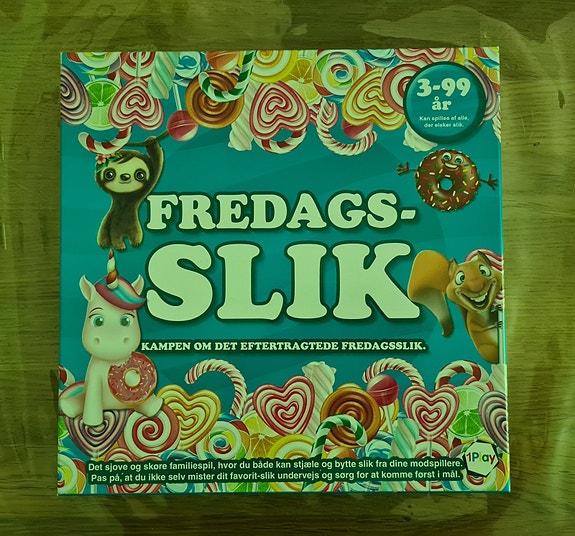 3-99
år
Kan spilles af alle,
der elsker slik.
FREDAGS-
SLIK
KAMPEN OM DET EFTERTRAGTEDE FREDAGSSLIK.
Det sjove og skøre familiespil, hvor du både kan stjæle og bytte slik fra dine modspillere.
Pas på, at du ikke selv mister dit favorit-slik undervejs og sørg for at komme først i mål.
1Play